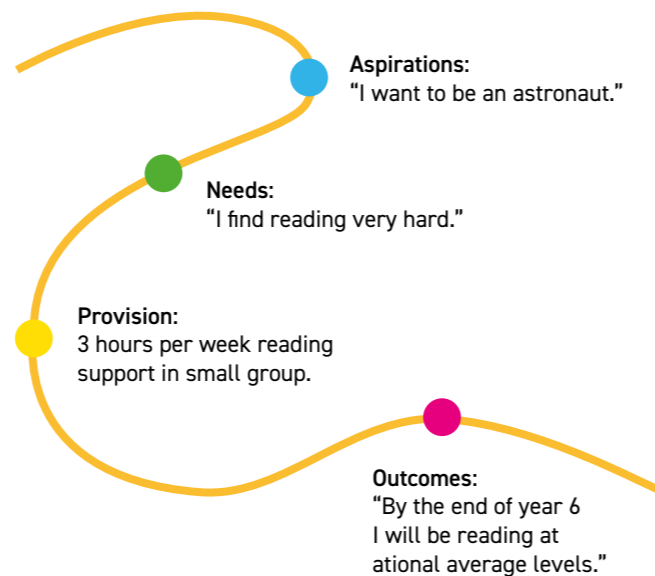 Aspirations:
“I want to be an astronaut.”
Needs:
“I find reading very hard.”
Provision:
3 hours per week reading
support in small group.
Outcomes:
“By the end of year 6
I will be reading at
ational average levels.”